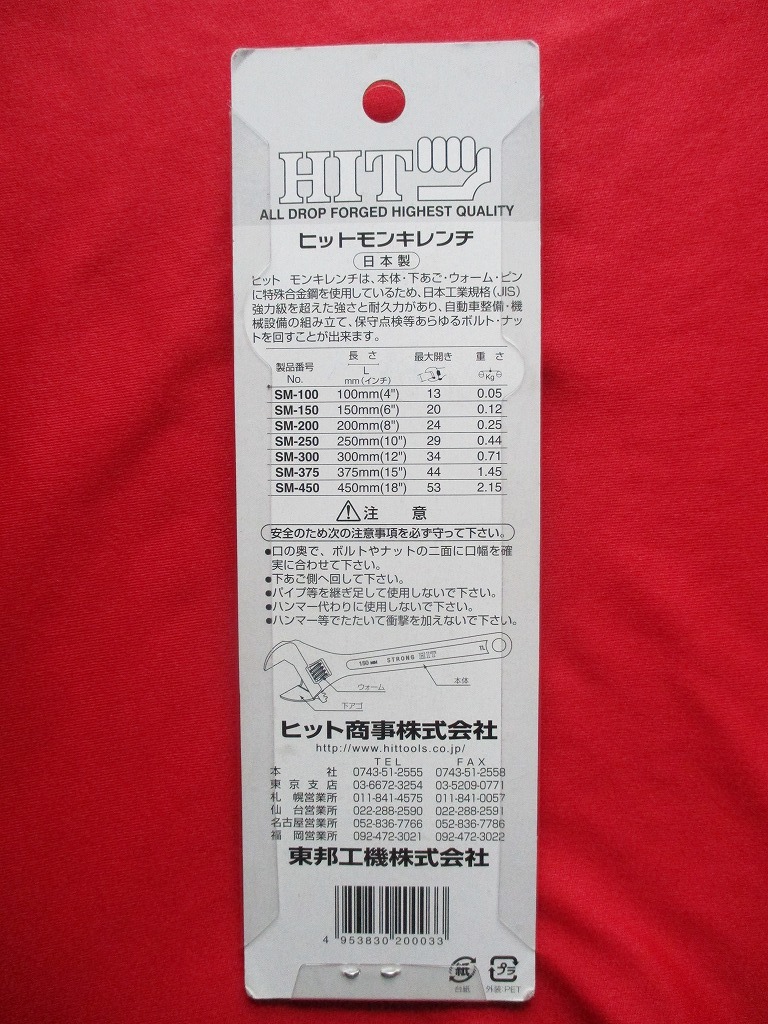 HIT
ALL DROP FORGED HIGHEST QUALITY
ヒットモンキレンチ
日本製
ヒット モンキレンチは、本体・下あご・ウォーム・ピン
に特殊合金鋼を使用しているため、日本工業規格(JIS)
強力級を超えた強さと耐久力があり、自動車整備・機
械設備の組み立て、保守点検等あらゆるボルト・ナッ
トを回すことが出来ます。
製品番号 No. 長さ L mm(インチ) 最大開き 重さ Kg
SM-100 100mm(4") 13 0.05
SM-150 150mm(6") 20 0.12
SM-200 200mm(8") 24 0.25
SM-250 250mm(10") 29 0.44
SM-300 300mm(12") 34 0.71
SM-375 375mm(15") 44 1.45
SM-450 450mm(18") 53 2.15
注意
安全のため次の注意事項を必ず守って下さい。
●口の奥で、ボルトやナットの二面に口幅を確
実に合わせて下さい。
●下あご側へ回して下さい。
●パイプ等を継ぎ足して使用しないで下さい。
●ハンマー代わりに使用しないで下さい。
●ハンマー等でたたいて衝撃を加えないで下さい。
150 MM STRONG
ウォーム
本体
下アゴ
ヒット商事株式会社
http://www.hittools.co.jp/
TEL FAX
本社 0743-51-2555 0743-51-2558
東京支店 03-6672-3254 03-5209-0771
札幌営業所 011-841-4575 011-841-0057
仙台営業所 022-288-2590 022-288-2591
名古屋営業所 052-836-7766 052-836-7786
福岡営業所 092-472-3021 092-472-3022
東邦工機株式会社
4 953830 200033
紙 プラ
台紙 外装:PET